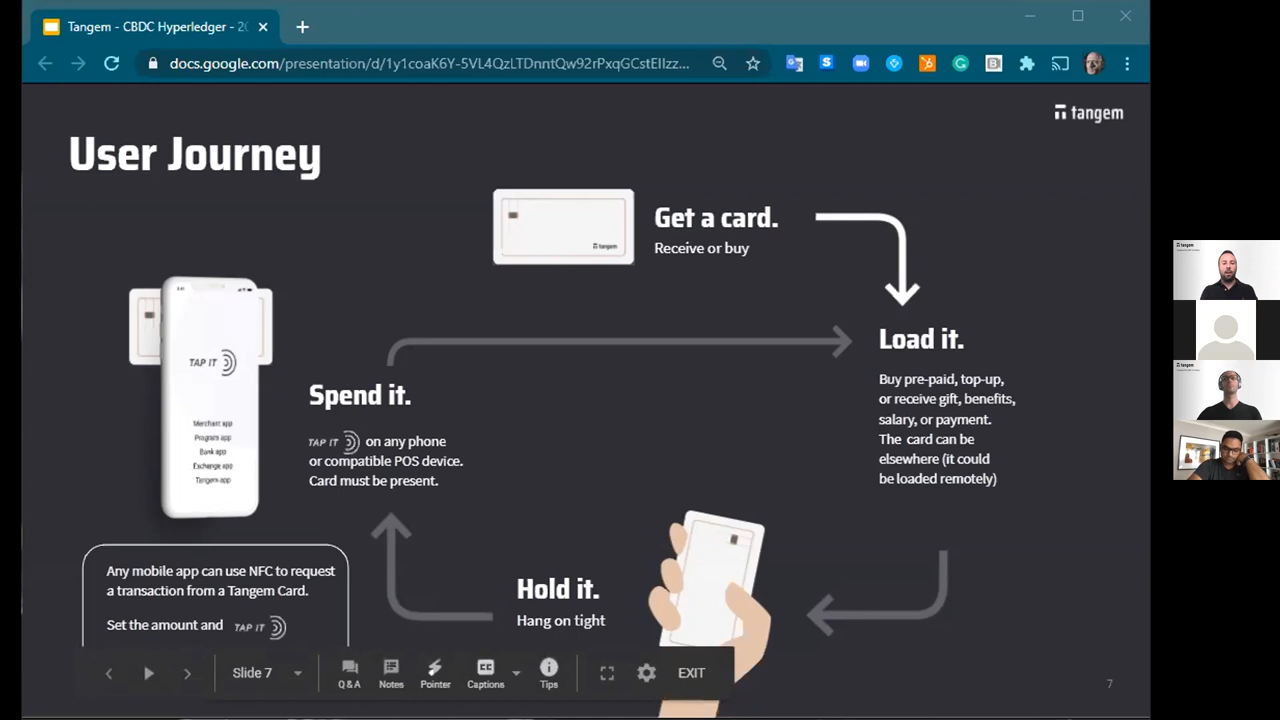 Tangem - CBDC Hyperledger - 20
docs.google.com/presentation/d/1y1coaK6Y-5VL4QzLTDnntQw92rPxqGCstEIIzz...
tangem
User Journey
tangem
Get a card.
Receive or buy
Load it.
Buy pre-paid, top-up,
or receive gift, benefits,
salary, or payment.
The card can be
elsewhere (it could
be loaded remotely)
TAP IT
Merchant app
Program app
Bank app
Exchange app
Tangem app
Spend it.
TAP IT on any phone
or compatible POS device.
Card must be present.
Hold it.
Hang on tight
Any mobile app can use NFC to request
a transaction from a Tangem Card.
Set the amount and TAP IT
Slide 7
Q & A
Notes
Pointer
Captions
Tips
EXIT
7